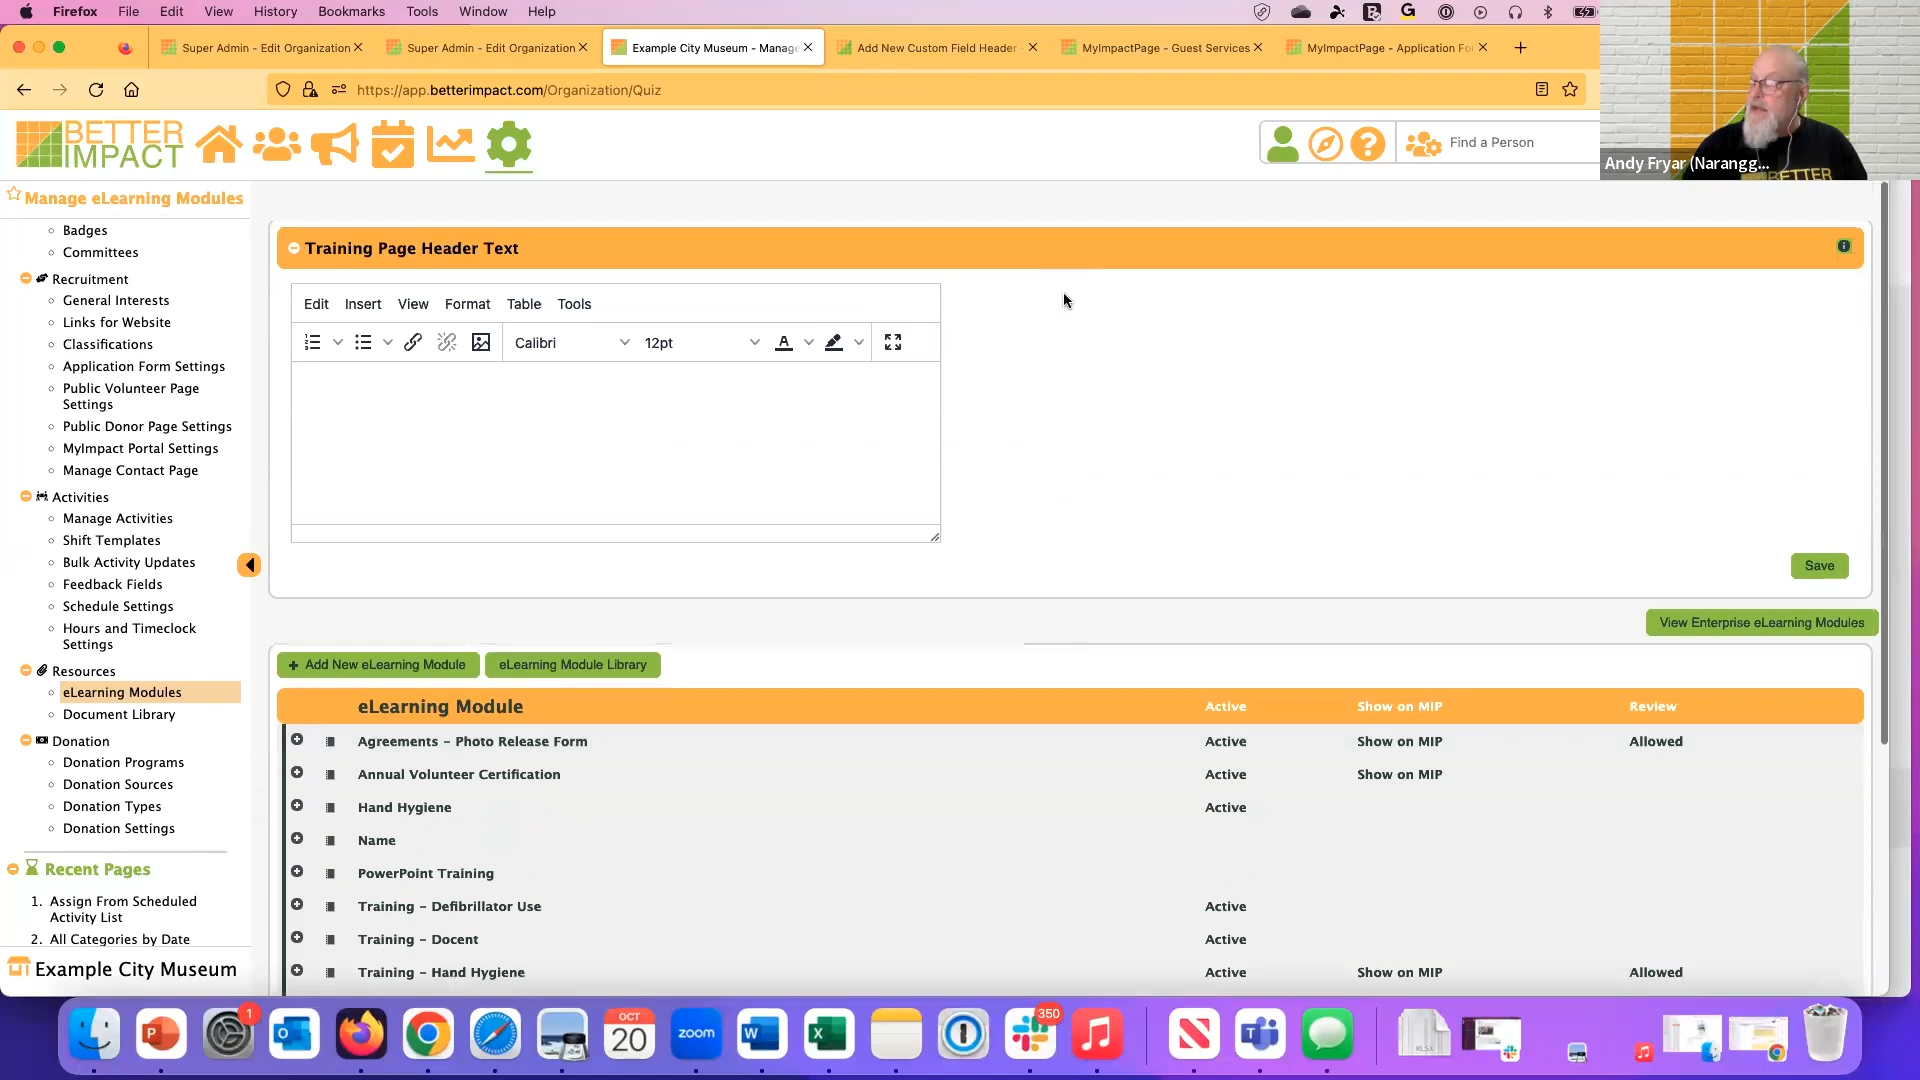 Firefox File Edit View History Bookmarks Tools Window Help
Super Admin - Edit Organization
Super Admin - Edit Organization
Example City Museum - Manage
Add New Custom Field Header
MyImpactPage - Guest Services
MyImpactPage - Application Fo
https://app.betterimpact.com/Organization/Quiz
BETTER
IMPACT
Find a Person
Andy Fryar (Narangg...
BETTER
Manage eLearning Modules
Badges
Committees
Recruitment
General Interests
Links for Website
Classifications
Application Form Settings
Public Volunteer Page
Settings
Public Donor Page Settings
MyImpact Portal Settings
Manage Contact Page
Activities
Manage Activities
Shift Templates
Bulk Activity Updates
Feedback Fields
Schedule Settings
Hours and Timeclock
Settings
Resources
eLearning Modules
Document Library
Donation
Donation Programs
Donation Sources
Donation Types
Donation Settings
Recent Pages
1. Assign From Scheduled
Activity List
2. All Categories by Date
Example City Museum
Training Page Header Text
Edit Insert View Format Table Tools
Calibri 12pt A
Save
View Enterprise eLearning Modules
+ Add New eLearning Module eLearning Module Library
eLearning Module Active Show on MIP Review
Agreements - Photo Release Form Active Show on MIP Allowed
Annual Volunteer Certification Active Show on MIP
Hand Hygiene Active
Name
PowerPoint Training
Training - Defibrillator Use Active
Training - Docent Active
Training - Hand Hygiene Active Show on MIP Allowed
1
OCT
20
zoom
350
XLSX